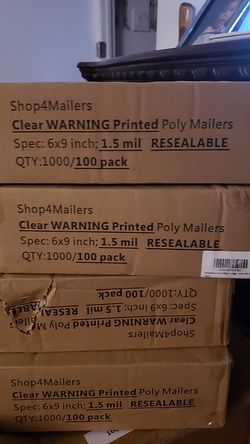 Shop4Mailers
Clear WARNING Printed Poly Mailers
Spec: 6x9 inch; 1.5 mil RESEALABLE
QTY:1000/100 pack
Shop4Mailers
Clear WARNING Printed Poly Mailers
Spec: 6x9 inch; 1.5 mil RESEALABLE
QTY:1000/100 pack
Shop4Mailers
Clear WARNING Printed Poly M
Spec: 6x9 inch; 1.5 mil RESEAL ABLE
QTY:1000/100 pack
Shop4Mailers
Clear WARNING Printed Poly Mailers
Spec: 6x9 inch; 1.5 mil RESEALABLE
QTY:1000/100 pack